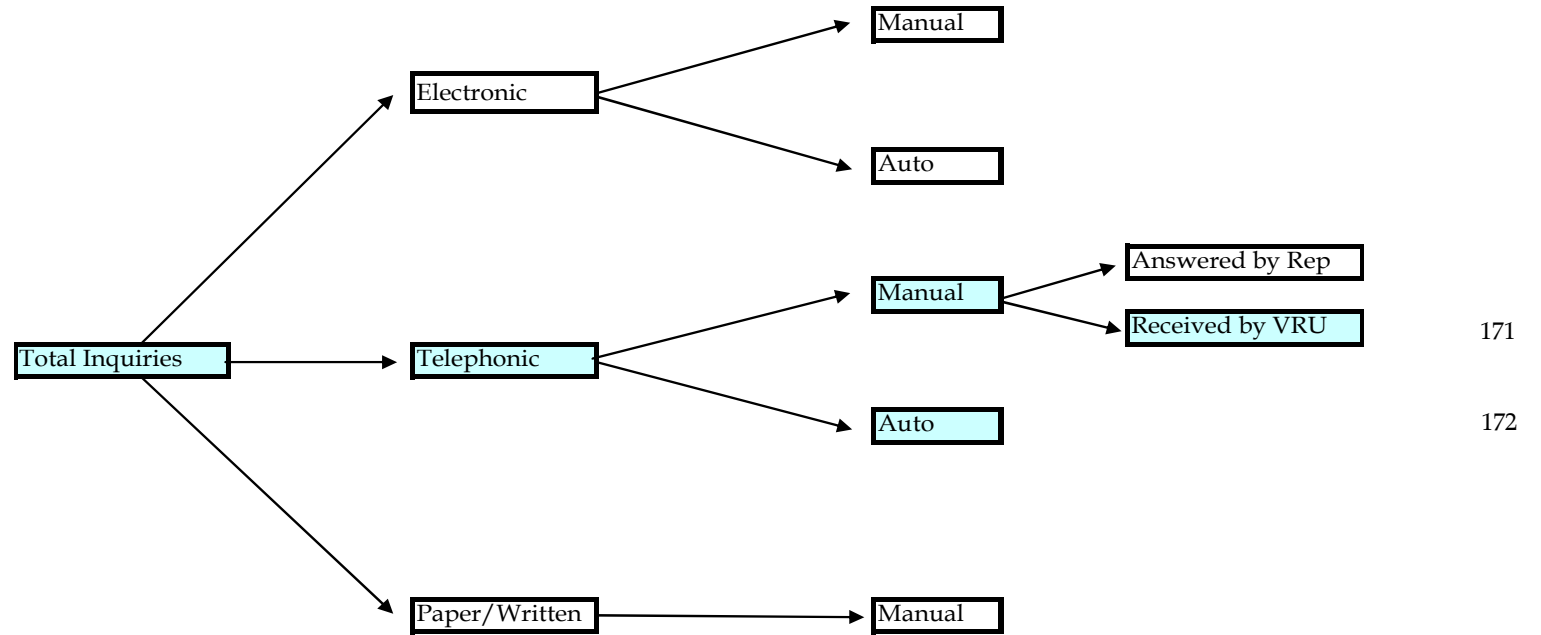 Manual
Electronic
Auto
Answered by Rep
Manual
Received by VRU 171
Total Inquiries
Telephonic
Auto 172
Paper/Written
Manual